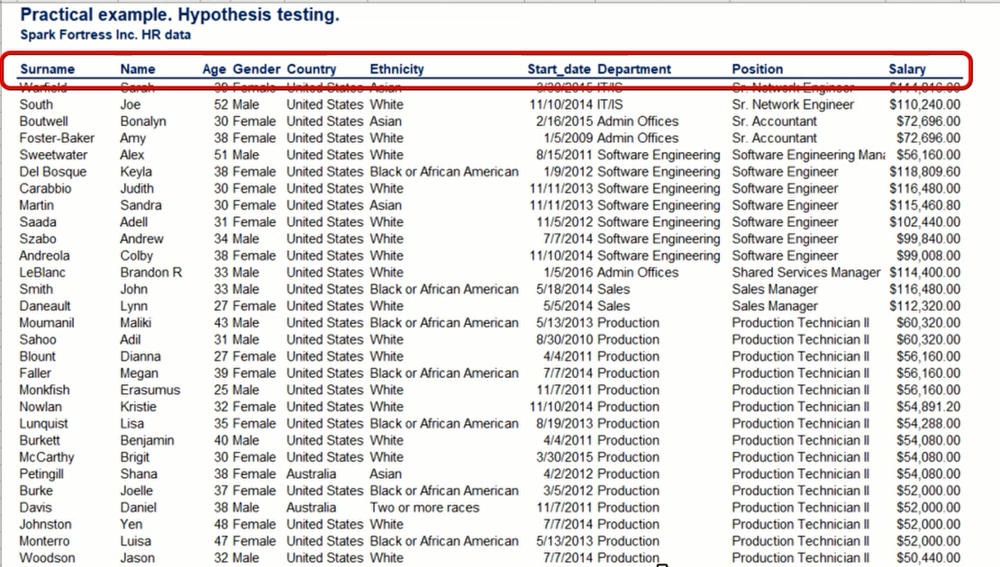 Practical example. Hypothesis testing.
Spark Fortress Inc. HR data
Surname Name Age Gender Country Ethnicity Start_date Department Position Salary
Warfield Sarah 39 Female United States Asian 3/30/2015 IT/IS Sr. Network Engineer $114,816.00
South Joe 52 Male United States White 11/10/2014 IT/IS Sr. Network Engineer $110,240.00
Boutwell Bonalyn 30 Female United States Asian 2/16/2015 Admin Offices Sr. Accountant $72,696.00
Foster-Baker Amy 38 Female United States White 1/5/2009 Admin Offices Sr. Accountant $72,696.00
Sweetwater Alex 51 Male United States White 8/15/2011 Software Engineering Software Engineering Mana $56,160.00
Del Bosque Keyla 38 Female United States Black or African American 1/9/2012 Software Engineering Software Engineer $118,809.60
Carabbio Judith 30 Female United States White 11/11/2013 Software Engineering Software Engineer $116,480.00
Martin Sandra 30 Female United States Asian 11/11/2013 Software Engineering Software Engineer $115,460.80
Saada Adell 31 Female United States White 11/5/2012 Software Engineering Software Engineer $102,440.00
Szabo Andrew 34 Male United States White 7/7/2014 Software Engineering Software Engineer $99,840.00
Andreola Colby 38 Female United States White 11/10/2014 Software Engineering Software Engineer $99,008.00
LeBlanc Brandon R 33 Male United States White 1/5/2016 Admin Offices Shared Services Manager $114,400.00
Smith John 33 Male United States Black or African American 5/18/2014 Sales Sales Manager $116,480.00
Daneault Lynn 27 Female United States White 5/5/2014 Sales Sales Manager $112,320.00
Moumanil Maliki 43 Male United States Black or African American 5/13/2013 Production Production Technician II $60,320.00
Sahoo Adil 31 Male United States White 8/30/2010 Production Production Technician II $60,320.00
Blount Dianna 27 Female United States White 4/4/2011 Production Production Technician II $56,160.00
Faller Megan 39 Female United States Black or African American 7/7/2014 Production Production Technician II $56,160.00
Monkfish Erasumus 25 Male United States White 11/7/2011 Production Production Technician II $56,160.00
Nowlan Kristie 32 Female United States White 11/10/2014 Production Production Technician II $54,891.20
Lunquist Lisa 35 Female United States Black or African American 8/19/2013 Production Production Technician II $54,288.00
Burkett Benjamin 40 Male United States White 4/4/2011 Production Production Technician II $54,080.00
McCarthy Brigit 30 Female United States White 3/30/2015 Production Production Technician II $54,080.00
Petingill Shana 38 Female Australia Asian 4/2/2012 Production Production Technician II $54,080.00
Burke Joelle 37 Female United States Black or African American 3/5/2012 Production Production Technician II $52,000.00
Davis Daniel 38 Male Australia Two or more races 11/7/2011 Production Production Technician II $52,000.00
Johnston Yen 48 Female United States White 7/7/2014 Production Production Technician II $52,000.00
Monterro Luisa 47 Female United States Black or African American 5/13/2013 Production Production Technician II $52,000.00
Woodson Jason 32 Male United States White 7/7/2014 Production Production Technician II $50,440.00